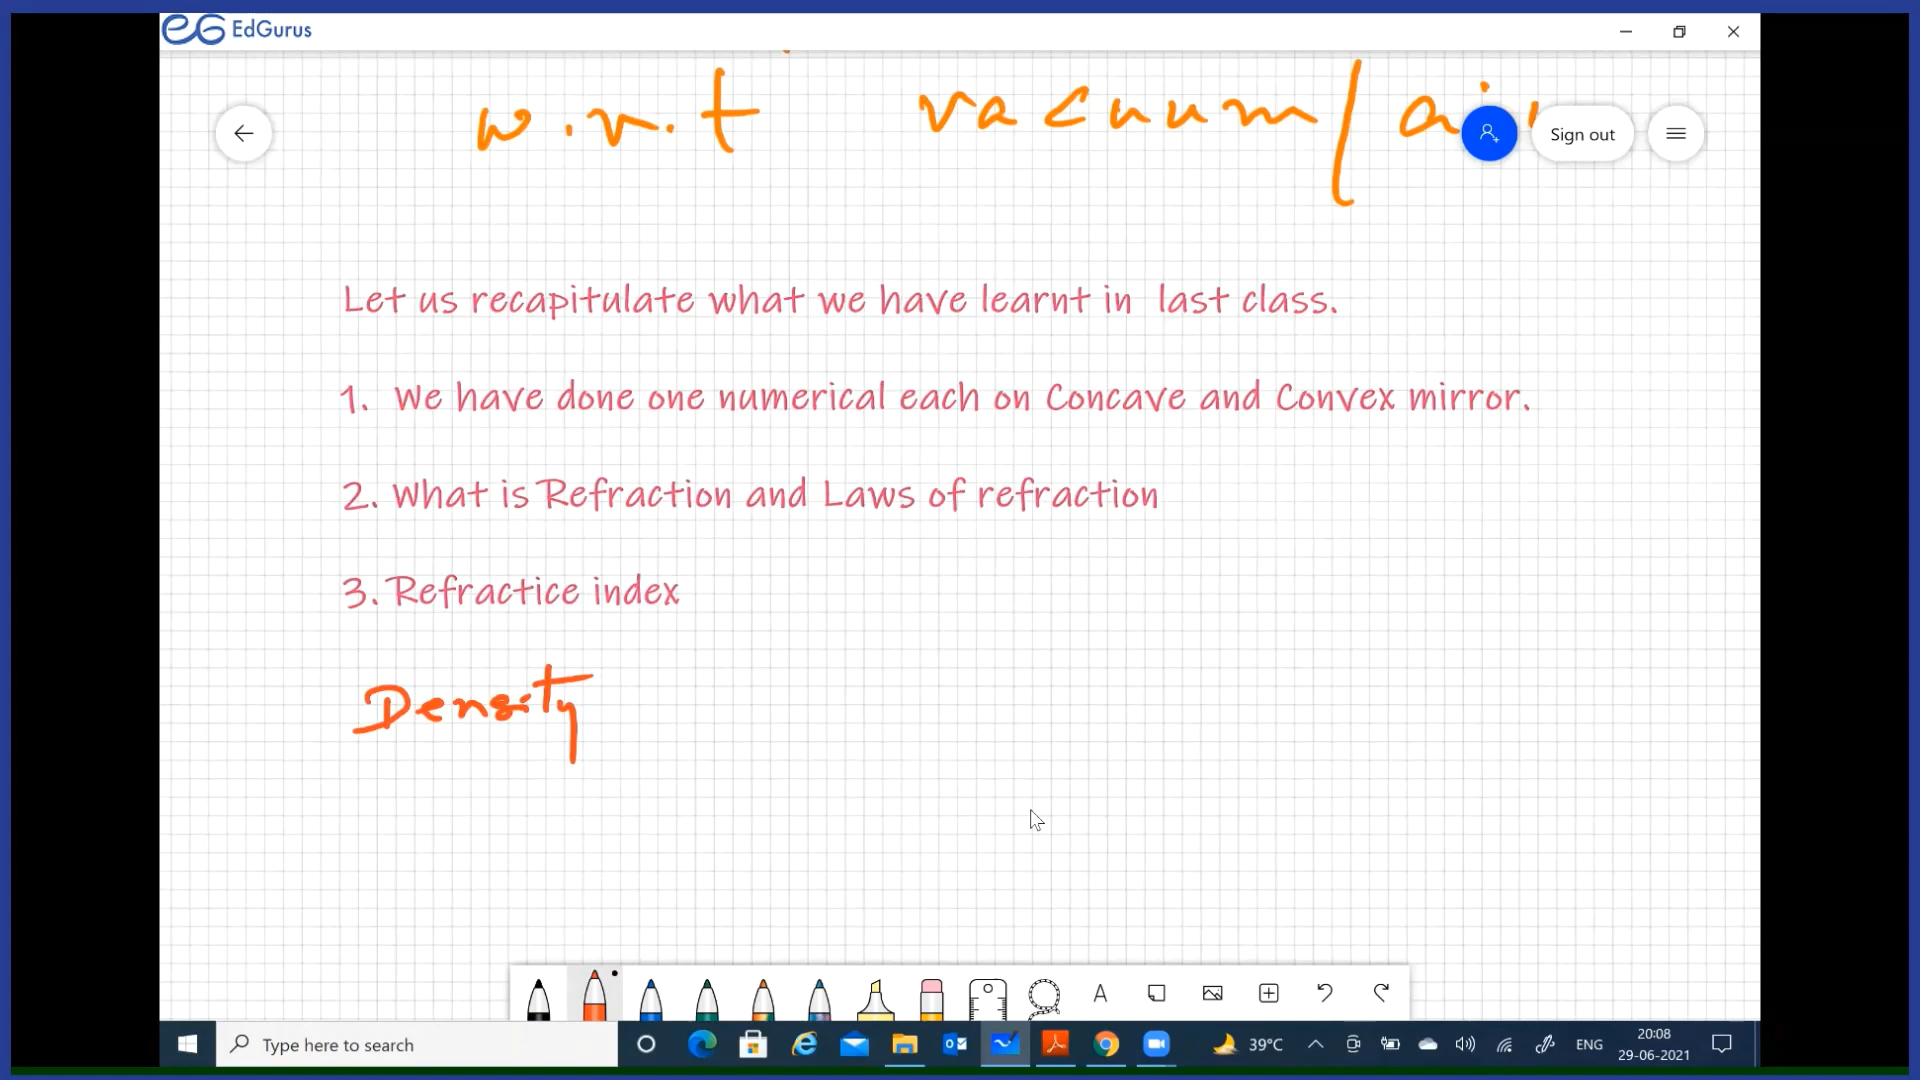 EG EdGurus
w.r.t vacuum/
Sign out
Let us recapitulate what we have learnt in last class.
1. We have done one numerical each on Concave and Convex mirror.
2. What is Refraction and Laws of refraction
3. Refractice index
Density
A
Type here to search
39°C
ENG
20:08
29-06-2021